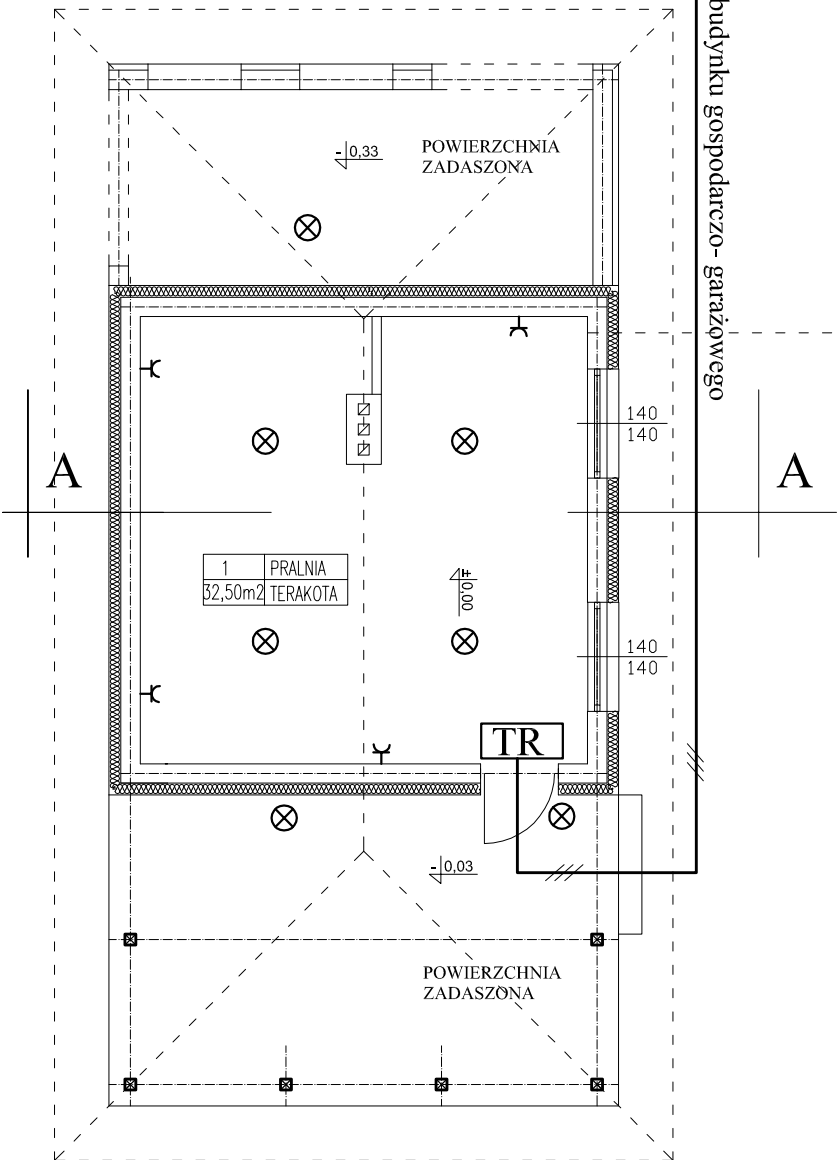 budynku gospodarczo- garażowego
-0,33
POWIERZCHNIA
ZADASZONA
140
140
A
A
1 PRALNIA
32,50m2 TERAKOTA
±0,00
140
140
TR
-0,03
POWIERZCHNIA
ZADASZONA